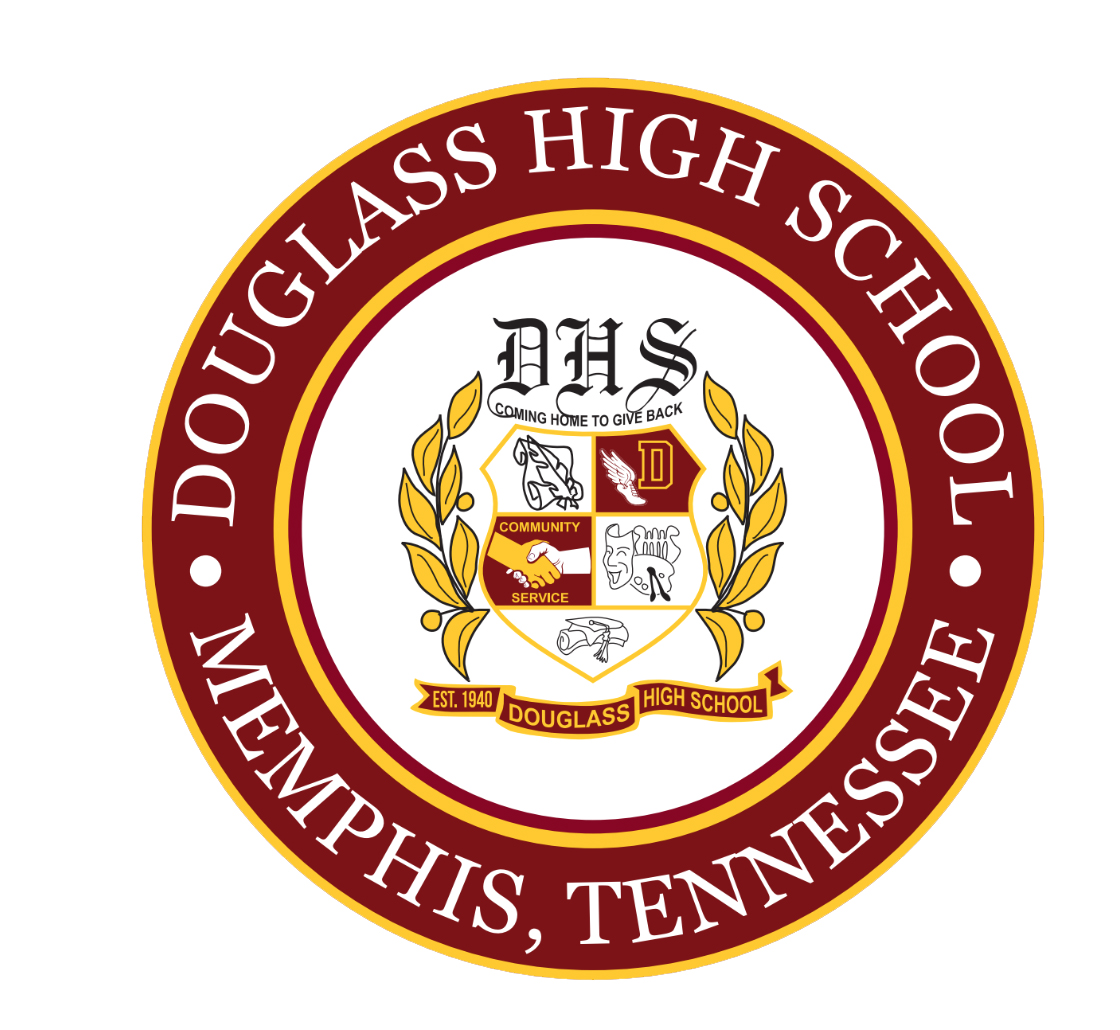 DOUGLASS HIGH SCHOOL
DHS
COMING HOME TO GIVE BACK
D
COMMUNITY
SERVICE
EST. 1940 DOUGLASS HIGH SCHOOL
• MEMPHIS, TENNESSEE •